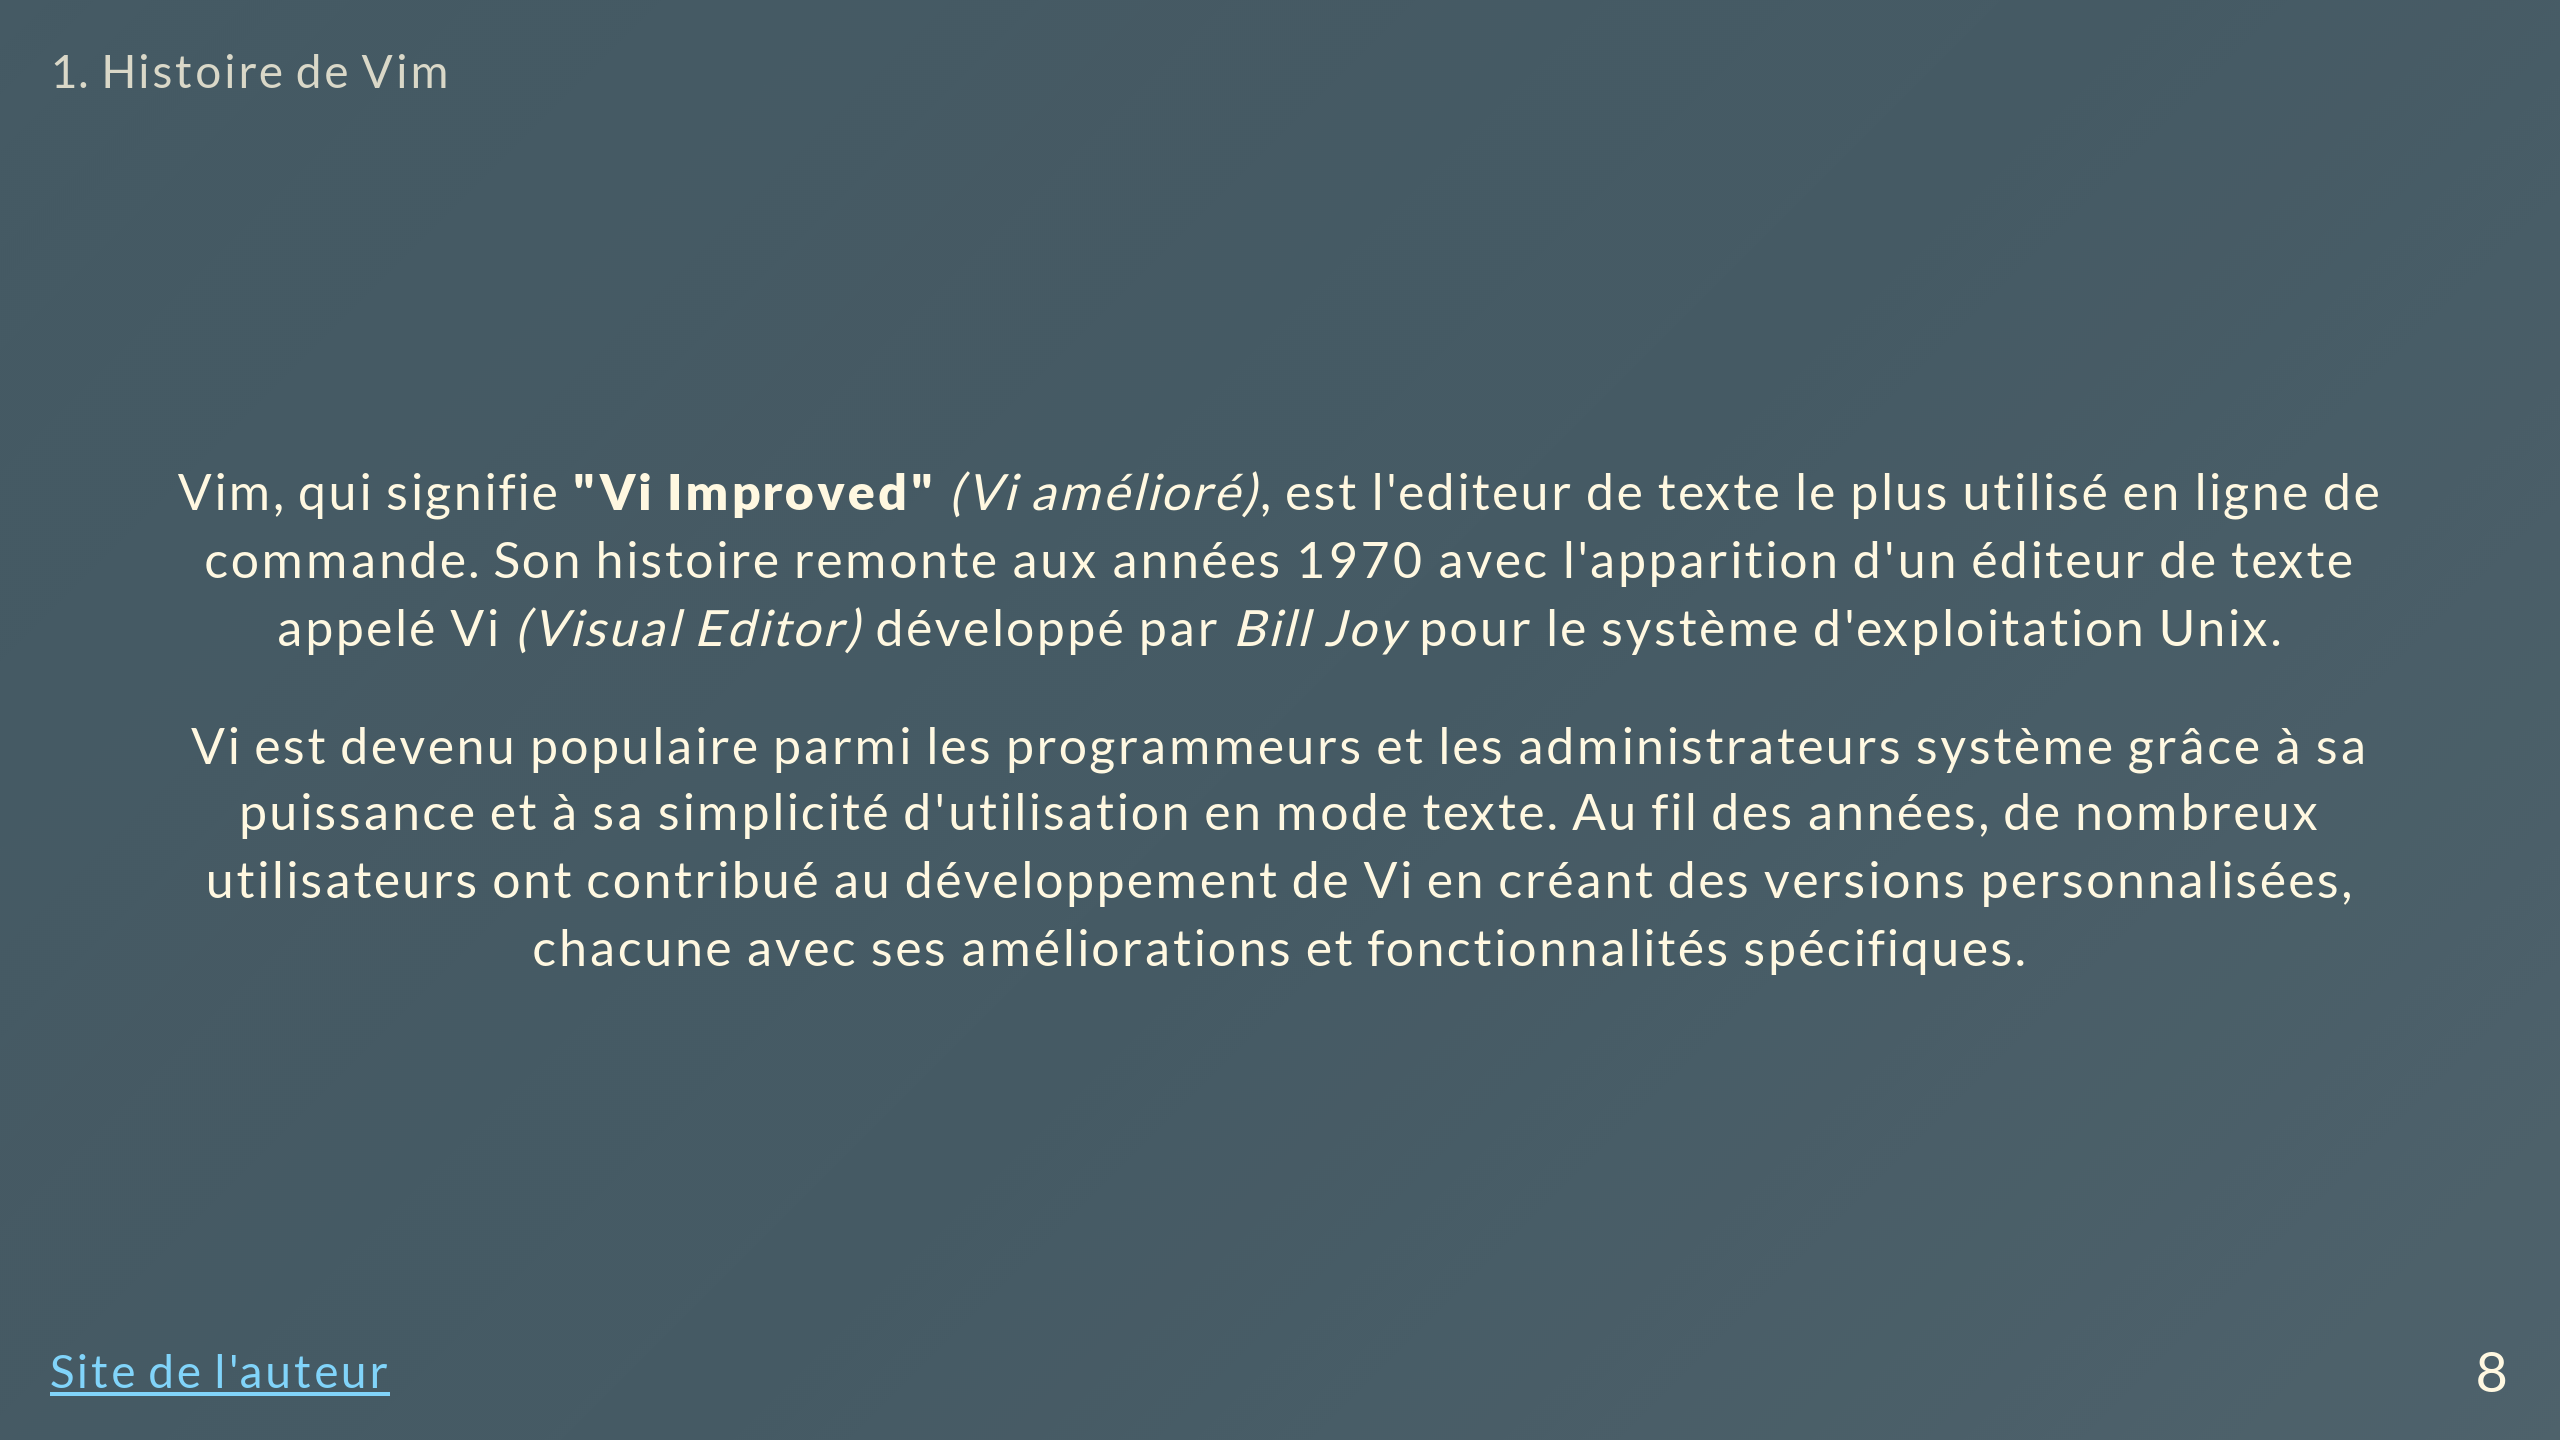 1. Histoire de Vim
Vim, qui signifie "Vi Improved" (Vi amélioré), est l'editeur de texte le plus utilisé en ligne de
commande. Son histoire remonte aux années 1970 avec l'apparition d'un éditeur de texte
appelé Vi (Visual Editor) développé par Bill Joy pour le système d'exploitation Unix.
Vi est devenu populaire parmi les programmeurs et les administrateurs système grâce à sa
puissance et à sa simplicité d'utilisation en mode texte. Au fil des années, de nombreux
utilisateurs ont contribué au développement de Vi en créant des versions personnalisées,
chacune avec ses améliorations et fonctionnalités spécifiques.
Site de l'auteur
8